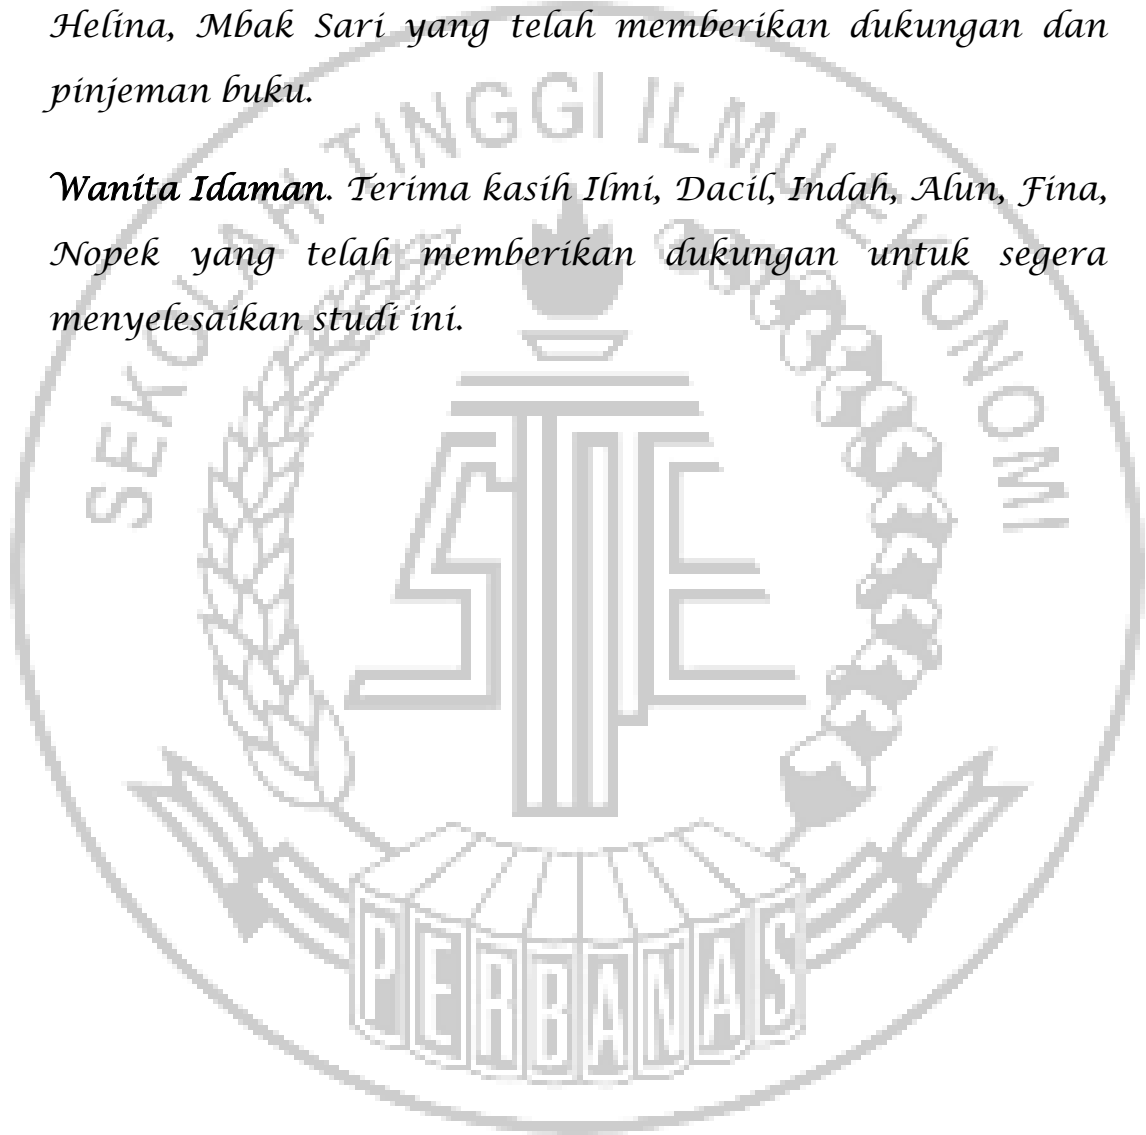 Helina, Mbak Sari yang telah memberikan dukungan dan
pinjeman buku.
Wanita Idaman. Terima kasih Ilmi, Dacil, Indah, Alun, Fina,
Nopek yang telah memberikan dukungan untuk segera
menyelesaikan studi ini.
SEKOLAH TINGGI ILMU EKONOMI
STIE
PERBANAS